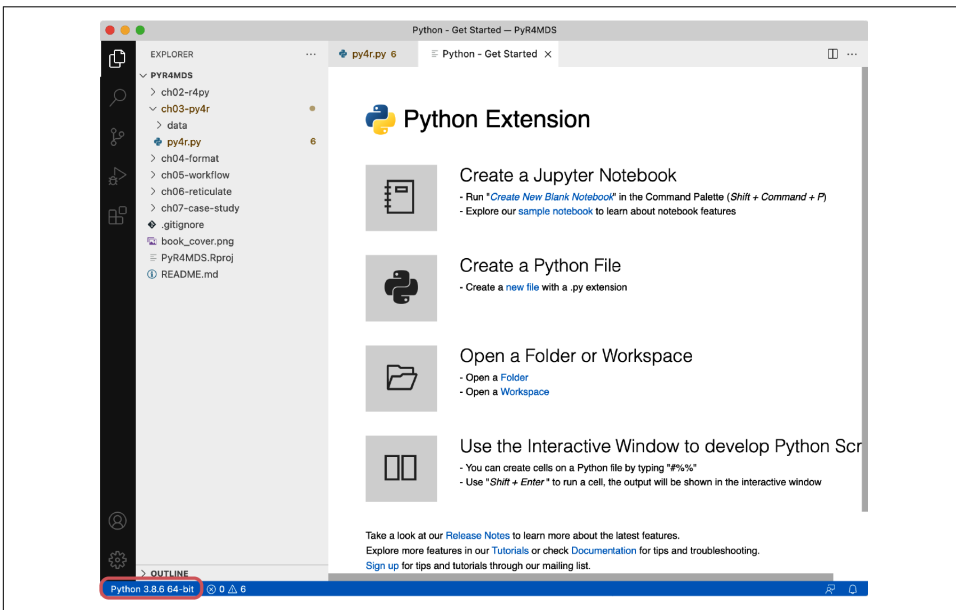 Python - Get Started — PyR4MDS
EXPLORER
py4r.py 6
Python - Get Started
PYR4MDS
ch02-r4py
ch03-py4r
data
py4r.py 6
ch04-format
ch05-workflow
ch06-reticulate
ch07-case-study
.gitignore
book_cover.png
PyR4MDS.Rproj
README.md
OUTLINE
Python Extension
Create a Jupyter Notebook
- Run "Create New Blank Notebook" in the Command Palette (Shift + Command + P)
- Explore our sample notebook to learn about notebook features
Create a Python File
- Create a new file with a .py extension
Open a Folder or Workspace
- Open a Folder
- Open a Workspace
Use the Interactive Window to develop Python Scr
- You can create cells on a Python file by typing "#%%"
- Use "Shift + Enter " to run a cell, the output will be shown in the interactive window
Take a look at our Release Notes to learn more about the latest features.
Explore more features in our Tutorials or check Documentation for tips and troubleshooting.
Sign up for tips and tutorials through our mailing list.
Python 3.8.6 64-bit 0 6